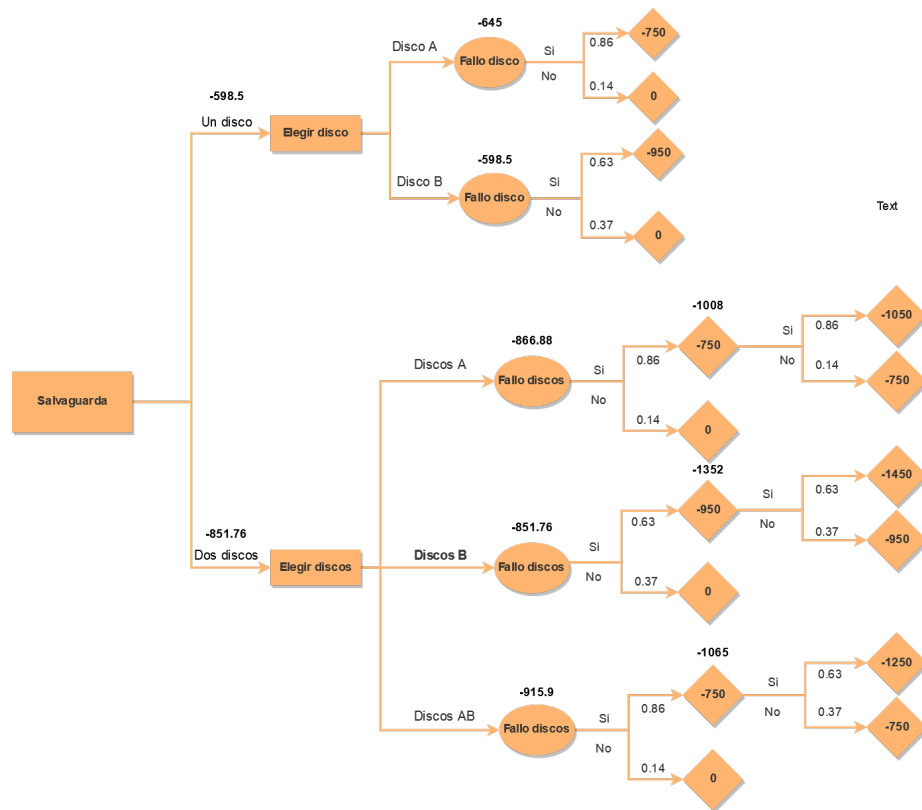 -645
Disco A
Fallo disco
Si
No
0.86
-750
0.14
0
-598.5
Un disco
Elegir disco
Disco B
-598.5
Fallo disco
Si
No
0.63
-950
0.37
0
Text
Salvaguarda
-851.76
Dos discos
Elegir discos
Discos A
-866.88
Fallo discos
Si
No
0.86
-1008
-750
0.14
0
Si
No
0.86
-1050
0.14
-750
Discos B
-851.76
Fallo discos
Si
No
0.63
-1352
-950
0.37
0
Si
No
0.63
-1450
0.37
-950
Discos AB
-915.9
Fallo discos
Si
No
0.86
-1065
-750
0.14
0
Si
No
0.63
-1250
0.37
-750